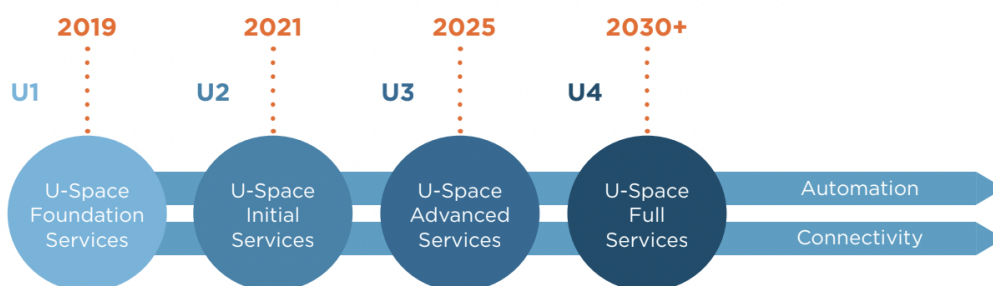 2019
2021
2025
2030+
U1
U2
U3
U4
U-Space
Foundation
Services
U-Space
Initial
Services
U-Space
Advanced
Services
U-Space
Full
Services
Automation
Connectivity